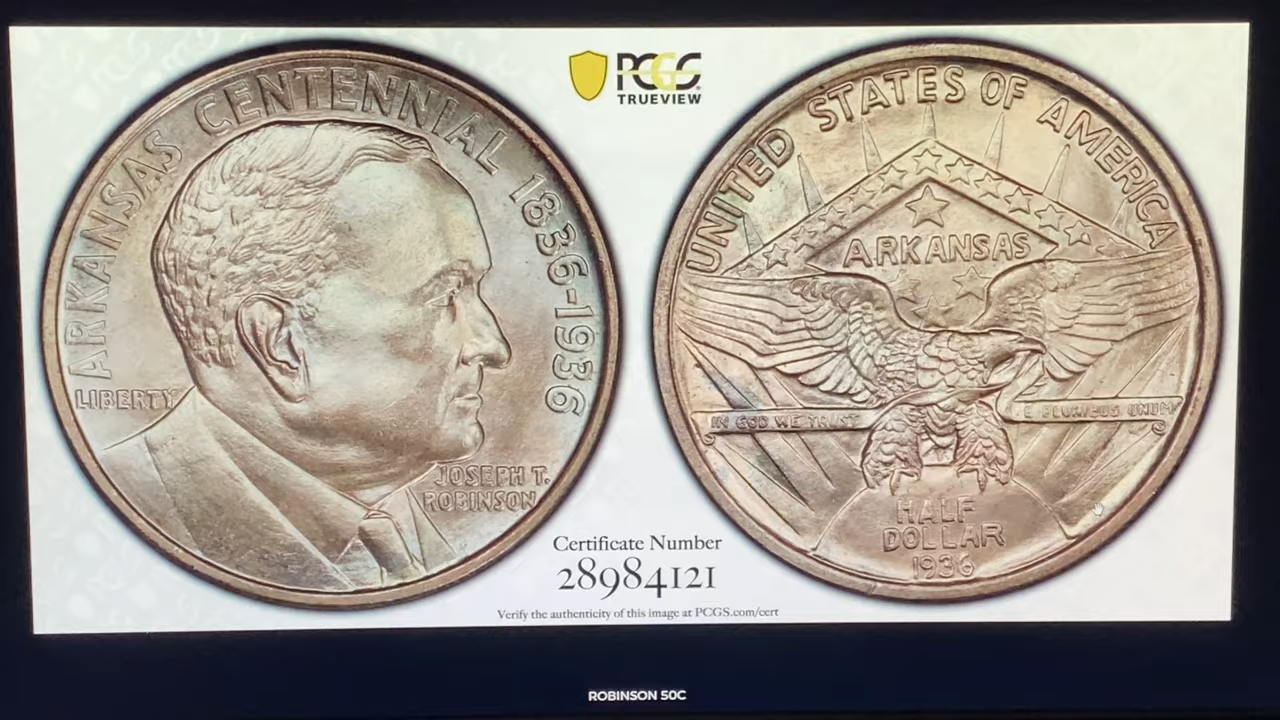 ARKANSAS CENTENNIAL 1836-1936
LIBERTY
JOSEPH T.
ROBINSON
PCGS
TRUEVIEW
UNITED STATES OF AMERICA
ARKANSAS
IN GOD WE TRUST
E PLURIBUS UNUM
HALF
DOLLAR
1936
Certificate Number
28984121
Verify the authenticity of this image at PCGS.com/cert
ROBINSON 50C